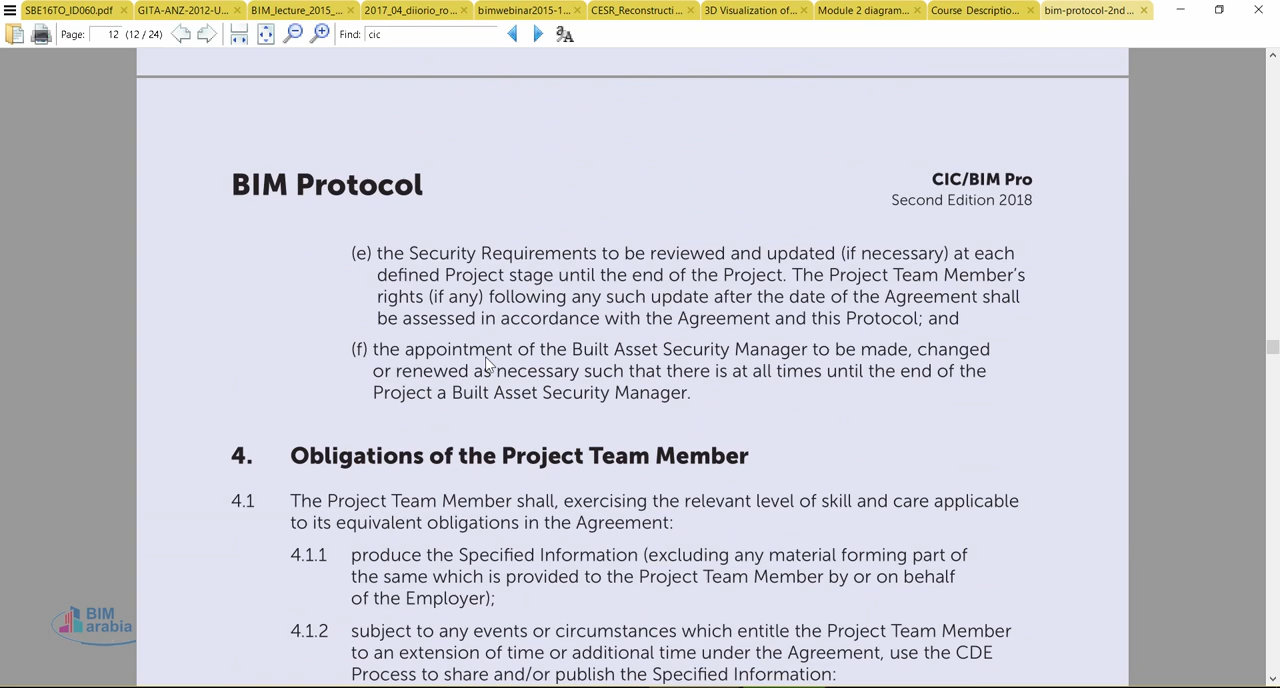 SBE16TO_ID060.pdf
GITA-ANZ-2012-U...
BIM_lecture_2015_...
2017_04_diiorio_ro...
bimwebinar2015-1...
CESR_Reconstructi...
3D Visualization of...
Module 2 diagram...
Course Descriptio...
bim-protocol-2nd...
Page: 12 (12 / 24)
Find: cic
BIM Protocol
CIC/BIM Pro
Second Edition 2018
(e) the Security Requirements to be reviewed and updated (if necessary) at each
defined Project stage until the end of the Project. The Project Team Member's
rights (if any) following any such update after the date of the Agreement shall
be assessed in accordance with the Agreement and this Protocol; and
(f) the appointment of the Built Asset Security Manager to be made, changed
or renewed as necessary such that there is at all times until the end of the
Project a Built Asset Security Manager.
4. Obligations of the Project Team Member
4.1 The Project Team Member shall, exercising the relevant level of skill and care applicable
to its equivalent obligations in the Agreement:
4.1.1 produce the Specified Information (excluding any material forming part of
the same which is provided to the Project Team Member by or on behalf
of the Employer);
4.1.2 subject to any events or circumstances which entitle the Project Team Member
to an extension of time or additional time under the Agreement, use the CDE
Process to share and/or publish the Specified Information:
BIM
arabia